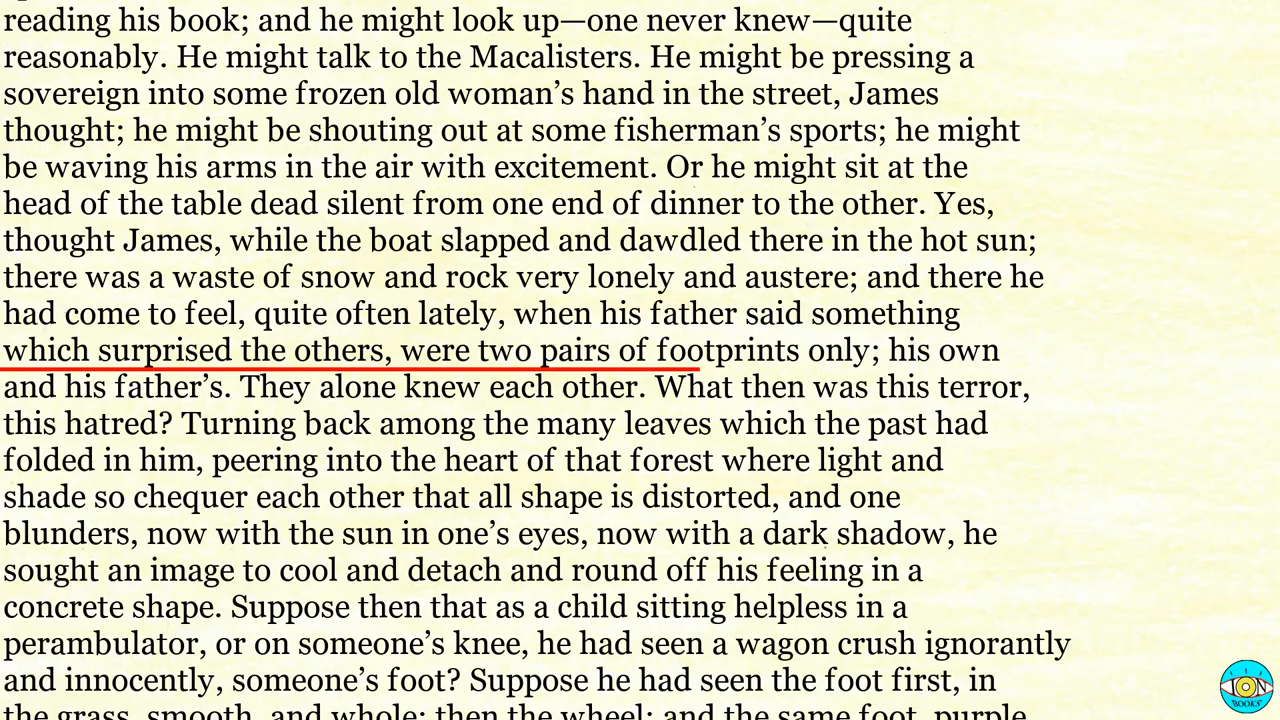 reading his book; and he might look up—one never knew—quite
reasonably. He might talk to the Macalisters. He might be pressing a
sovereign into some frozen old woman’s hand in the street, James
thought; he might be shouting out at some fisherman’s sports; he might
be waving his arms in the air with excitement. Or he might sit at the
head of the table dead silent from one end of dinner to the other. Yes,
thought James, while the boat slapped and dawdled there in the hot sun;
there was a waste of snow and rock very lonely and austere; and there he
had come to feel, quite often lately, when his father said something
which surprised the others, were two pairs of footprints only; his own
and his father’s. They alone knew each other. What then was this terror,
this hatred? Turning back among the many leaves which the past had
folded in him, peering into the heart of that forest where light and
shade so chequer each other that all shape is distorted, and one
blunders, now with the sun in one’s eyes, now with a dark shadow, he
sought an image to cool and detach and round off his feeling in a
concrete shape. Suppose then that as a child sitting helpless in a
perambulator, or on someone’s knee, he had seen a wagon crush ignorantly
and innocently, someone’s foot? Suppose he had seen the foot first, in
the grass, smooth, and whole; then the wheel; and the same foot, purple,
ION
BOOKS